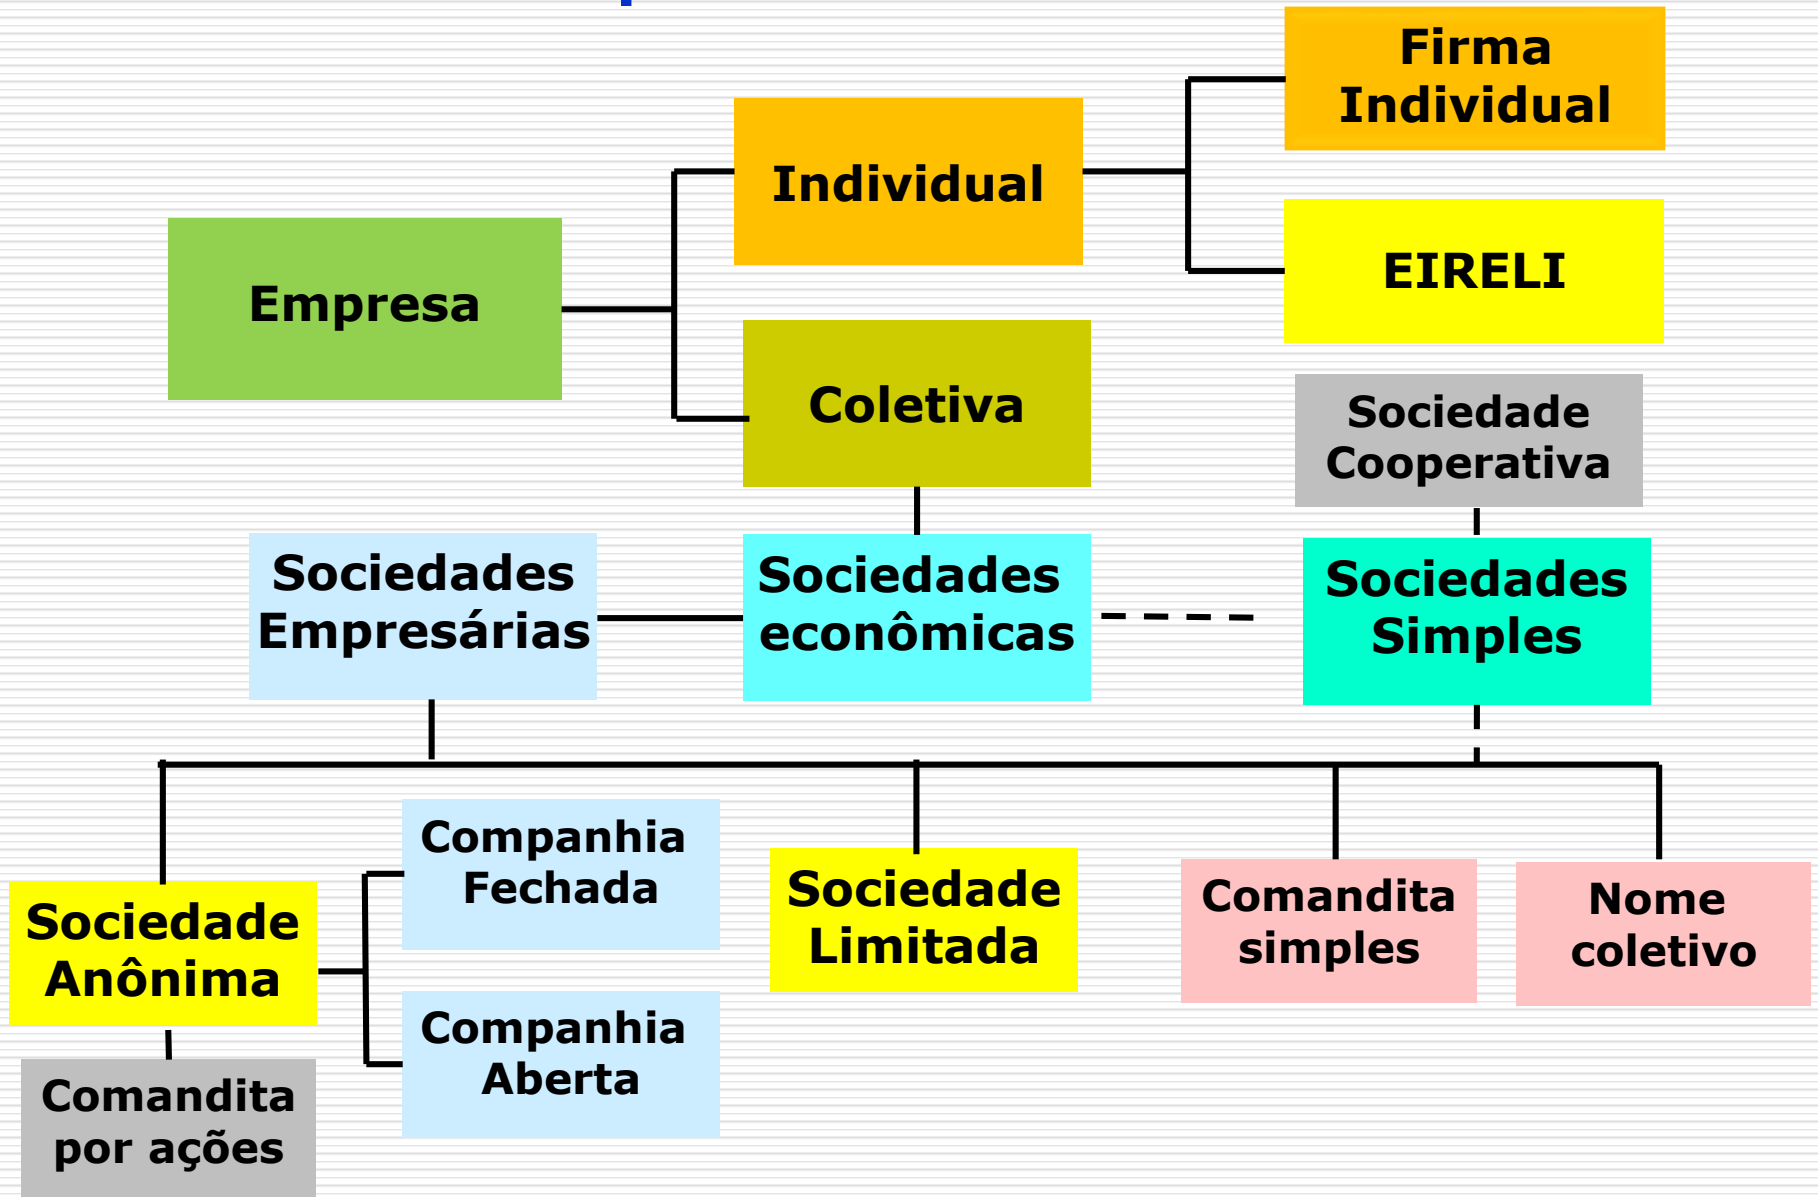 Firma
Individual
Individual
EIRELI
Empresa
Coletiva
Sociedade
Cooperativa
Sociedades
Empresárias
Sociedades
econômicas
Sociedades
Simples
Companhia
Fechada
Sociedade
Anônima
Sociedade
Limitada
Comandita
simples
Nome
coletivo
Companhia
Aberta
Comandita
por ações